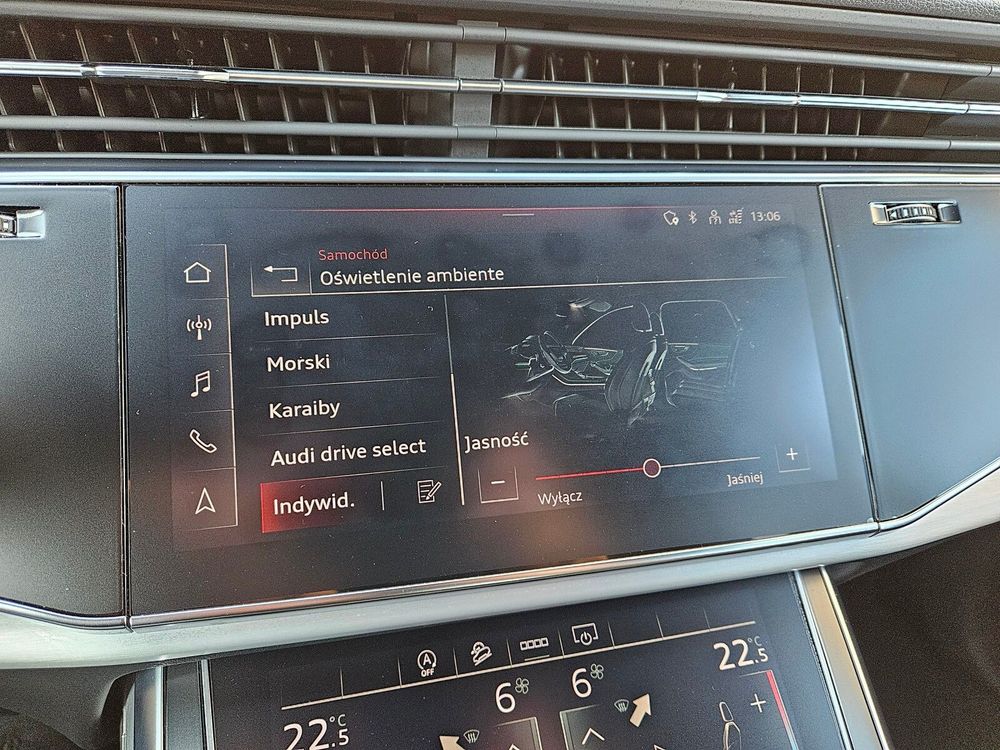 13:06
Samochód
Oświetlenie ambiente
Impuls
Morski
Karaiby
Audi drive select
Indywid.
Jasność
− +
Wyłącz Jaśniej
A
OFF
22.5 °C
6 6
22.5 °C
+